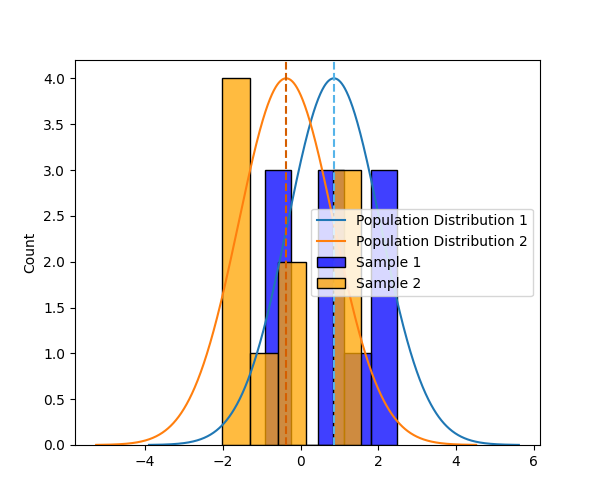 Count
4.0
3.5
3.0
2.5
2.0
1.5
1.0
0.5
0.0
−4 −2 0 2 4 6
Population Distribution 1
Population Distribution 2
Sample 1
Sample 2